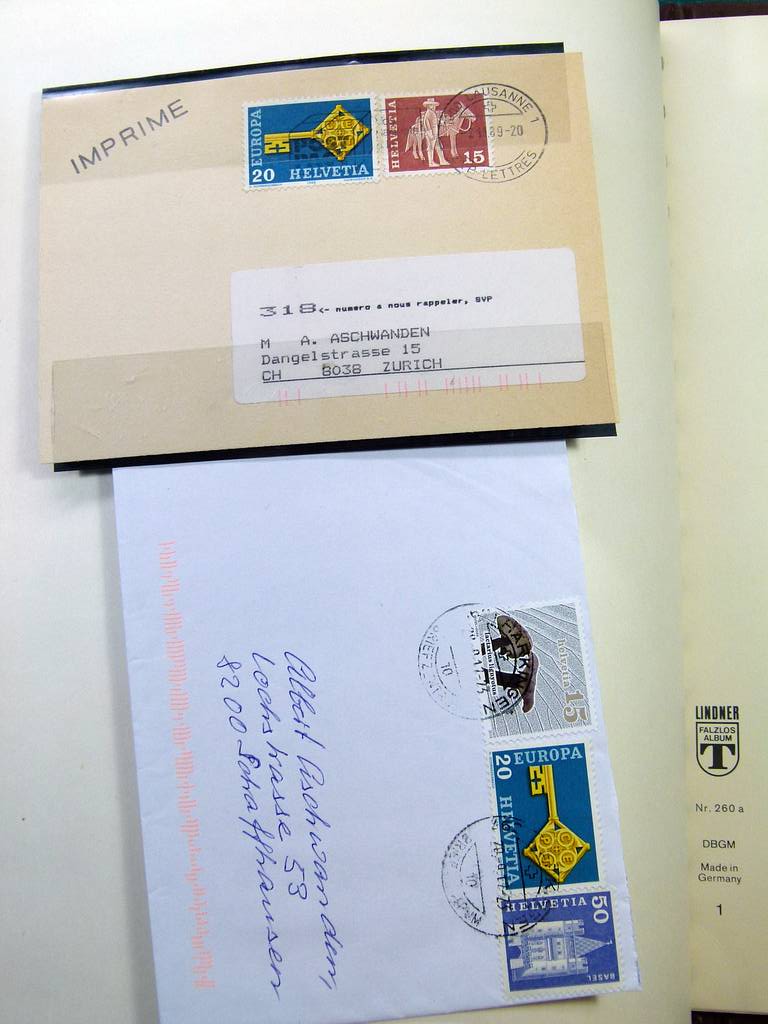 IMPRIME
EUROPA
20 HELVETIA
HELVETIA
15
LAUSANNE 1
89-20
LETTRES
318 <- numero a nous rappeler, SVP
M A. ASCHWANDEN
Dangelstrasse 15
CH 8038 ZURICH
Albert Aschwanden,
Lochstrasse 53
8200 Schaffhausen
Helvetia 15
EUROPA
20 HELVETIA
HELVETIA 50
BASEL
LINDNER
FALZLOS
ALBUM
T
Nr. 260 a
DBGM
Made in
Germany
1